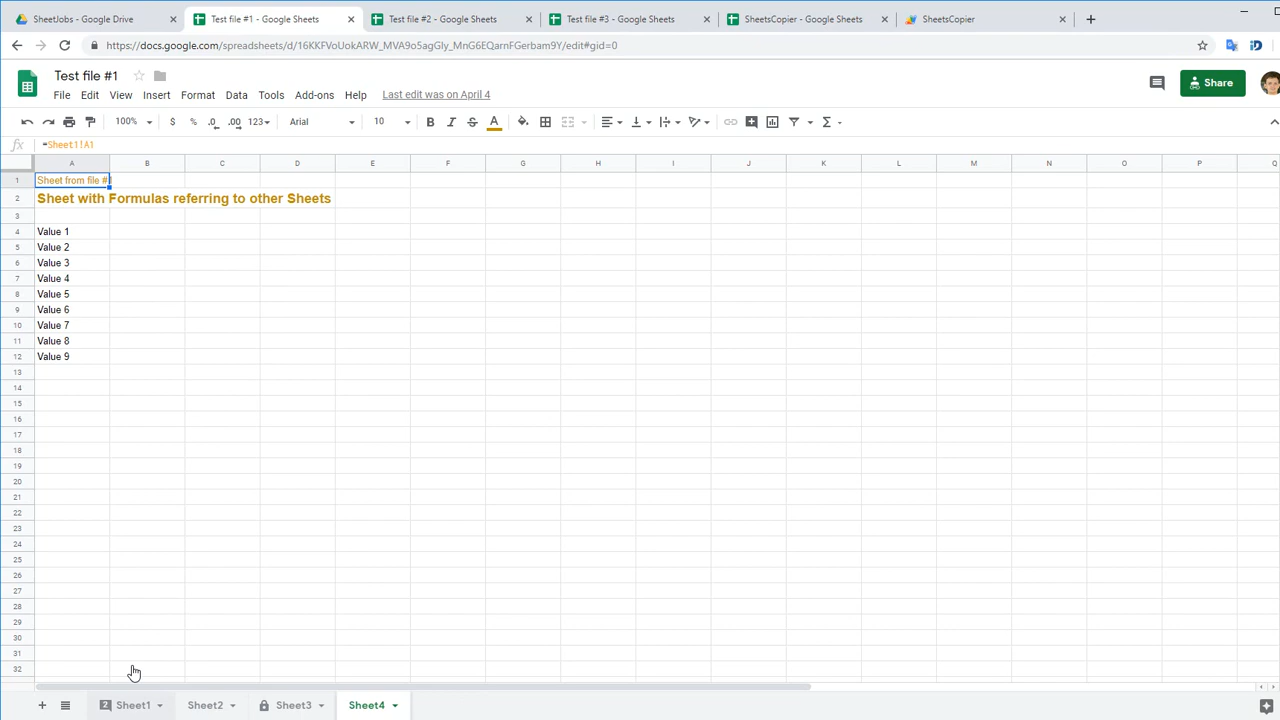 SheetJobs - Google Drive
Test file #1 - Google Sheets
Test file #2 - Google Sheets
Test file #3 - Google Sheets
SheetsCopier - Google Sheets
SheetsCopier
https://docs.google.com/spreadsheets/d/16KKFVoUokARW_MVA9o5agGly_MnG6EQarnFGerbam9Y/edit#gid=0
Test file #1
File Edit View Insert Format Data Tools Add-ons Help Last edit was on April 4
Share
100% $ % .0 .00 123 Arial 10 B I S A Σ
fx =Sheet1!A1
A B C D E F G H I J K L M N O P Q
1 Sheet from file #
2 Sheet with Formulas referring to other Sheets
3
4 Value 1
5 Value 2
6 Value 3
7 Value 4
8 Value 5
9 Value 6
10 Value 7
11 Value 8
12 Value 9
13
14
15
16
17
18
19
20
21
22
23
24
25
26
27
28
29
30
31
32
2 Sheet1 Sheet2 Sheet3 Sheet4